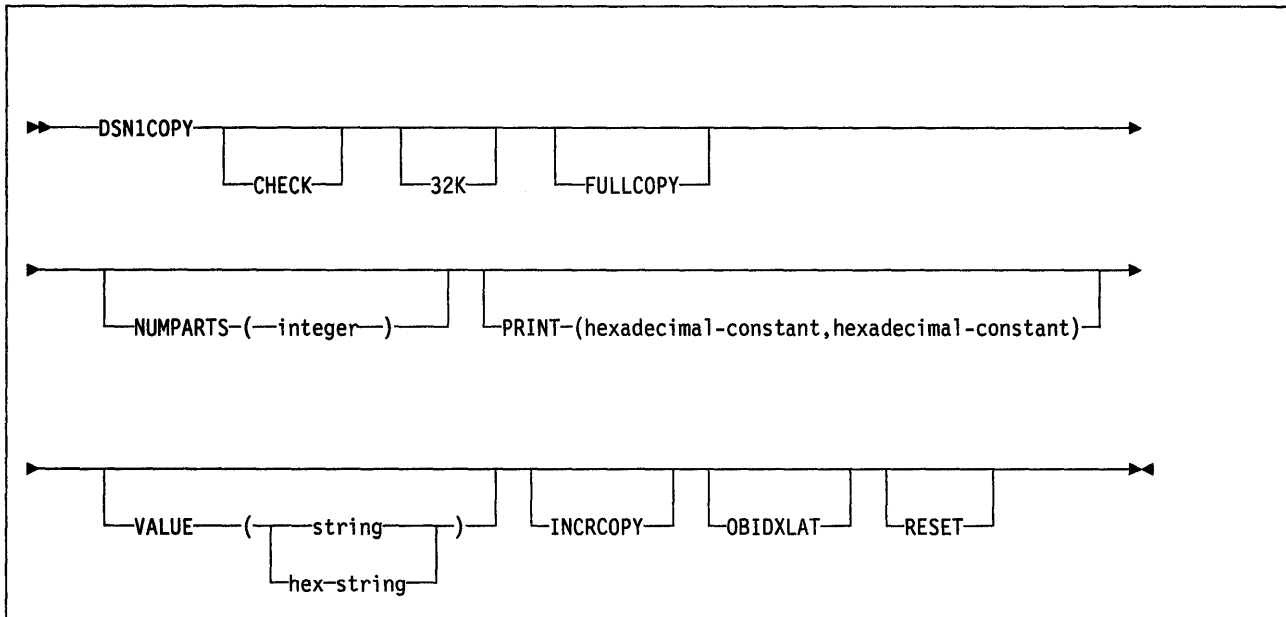 DSN1COPY
CHECK 32K FULLCOPY
NUMPARTS-(-integer-) PRINT-(hexadecimal-constant,hexadecimal-constant)
VALUE ( string ) INCRCOPY OBIDXLAT RESET
hex-string